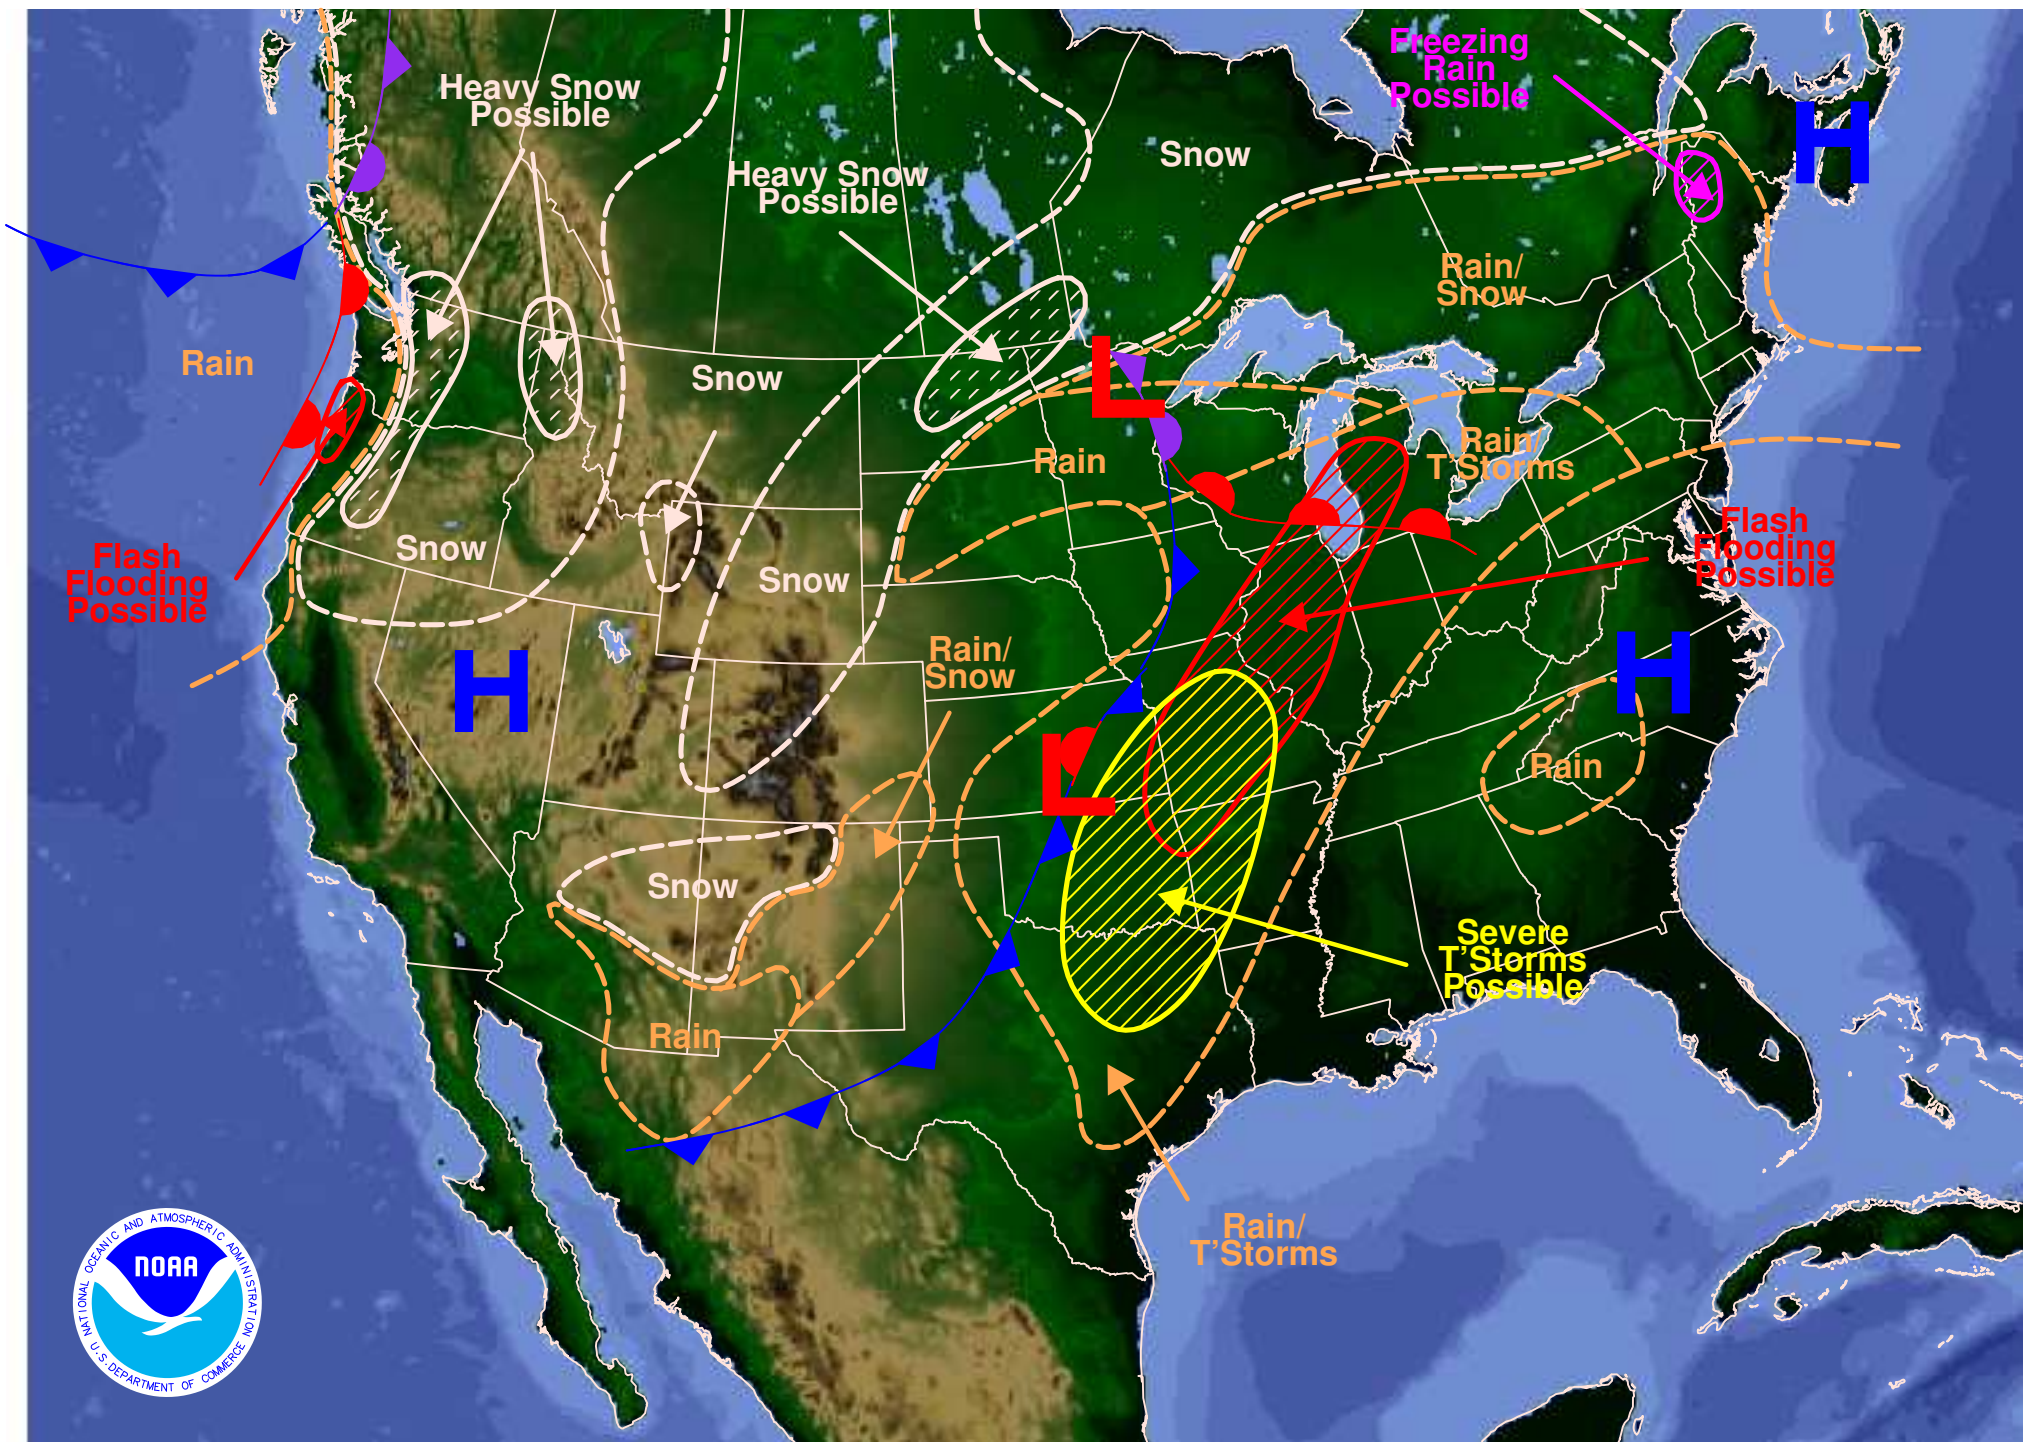 Freezing
Rain
Possible
Heavy Snow
Possible
H
Snow
Heavy Snow
Possible
Rain/
Snow
Rain
Snow
L
Rain
Rain/
T'Storms
Flash
Flooding
Possible
Snow
Flash
Flooding
Possible
Snow
Rain/
Snow
H
H
L
Rain
Snow
Severe
T'Storms
Possible
Rain
Rain/
T'Storms
NATIONAL OCEANIC AND ATMOSPHERIC ADMINISTRATION
NOAA
U.S. DEPARTMENT OF COMMERCE